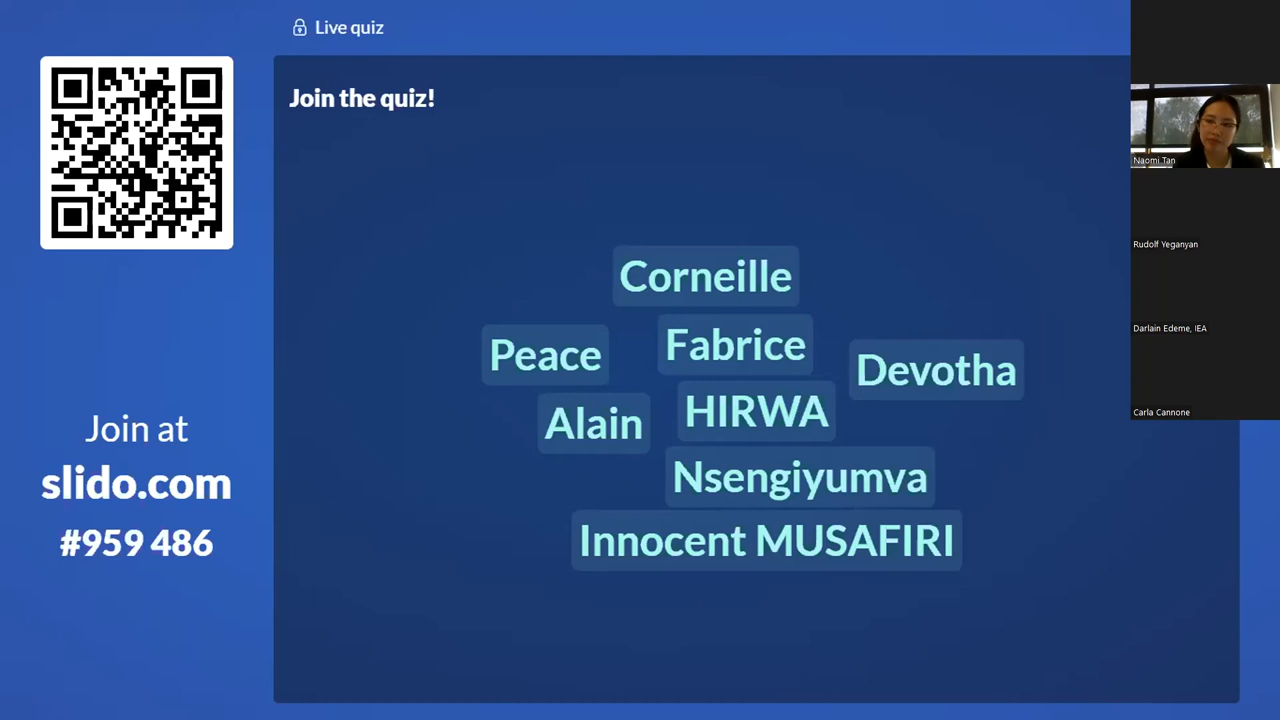 Live quiz
Join the quiz!
Corneille
Peace
Fabrice
Devotha
Alain
HIRWA
Nsengiyumva
Innocent MUSAFIRI
Join at
slido.com
#959 486
Naomi Tan
Rudolf Yeganyan
Darlain Edeme, IEA
Carla Cannone